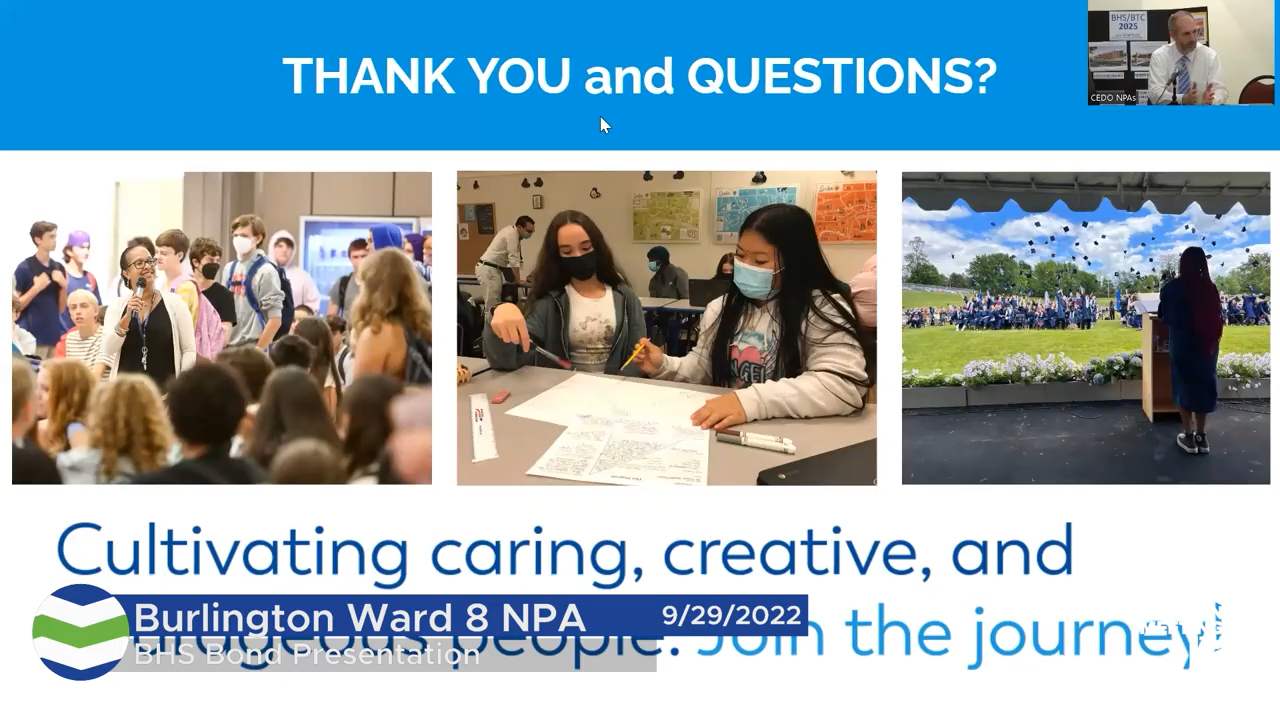 THANK YOU and QUESTIONS?
BHS/BTC
2025
CEDO NPAs
Cultivating caring, creative, and
people. Join the journey
Burlington Ward 8 NPA 9/29/2022
BHS Bond Presentation